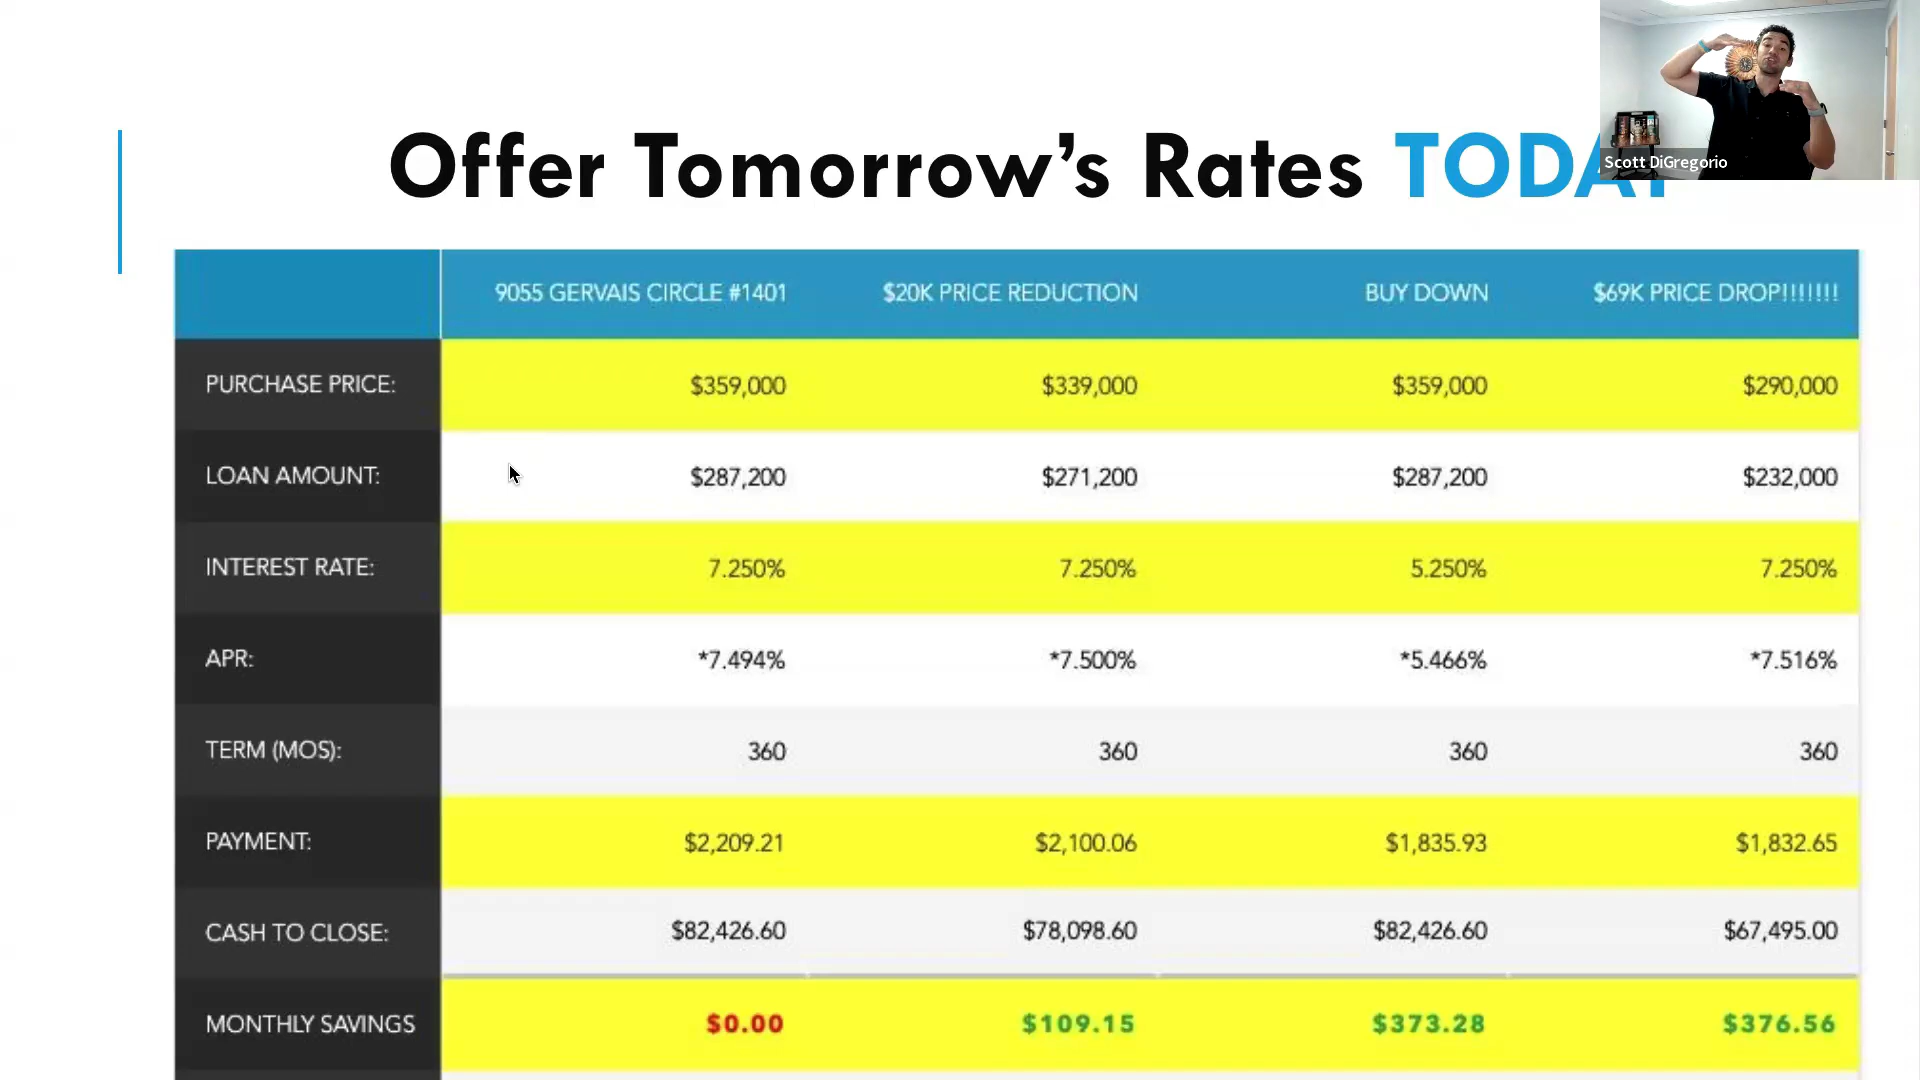 Offer Tomorrow's Rates TODAY
Scott DiGregorio
9055 GERVAIS CIRCLE #1401 $20K PRICE REDUCTION BUY DOWN $69K PRICE DROP!!!!!!!
PURCHASE PRICE: $359,000 $339,000 $359,000 $290,000
LOAN AMOUNT: $287,200 $271,200 $287,200 $232,000
INTEREST RATE: 7.250% 7.250% 5.250% 7.250%
APR: *7.494% *7.500% *5.466% *7.516%
TERM (MOS): 360 360 360 360
PAYMENT: $2,209.21 $2,100.06 $1,835.93 $1,832.65
CASH TO CLOSE: $82,426.60 $78,098.60 $82,426.60 $67,495.00
MONTHLY SAVINGS $0.00 $109.15 $373.28 $376.56